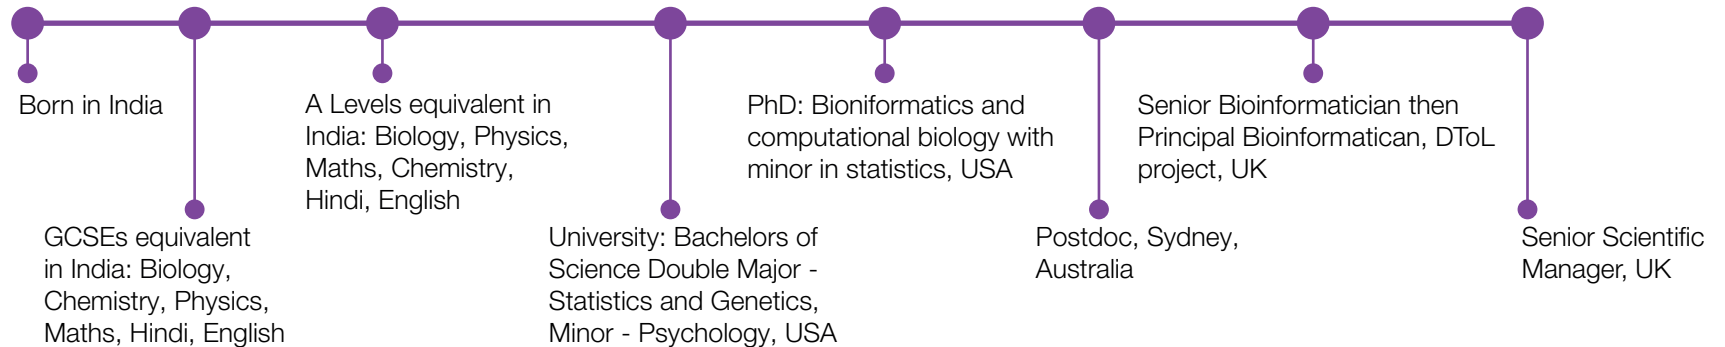 Born in India
GCSEs equivalent
in India: Biology,
Chemistry, Physics,
Maths, Hindi, English
A Levels equivalent in
India: Biology, Physics,
Maths, Chemistry,
Hindi, English
University: Bachelors of
Science Double Major -
Statistics and Genetics,
Minor - Psychology, USA
PhD: Bioniformatics and
computational biology with
minor in statistics, USA
Postdoc, Sydney,
Australia
Senior Bioinformatician then
Principal Bioinformatican, DToL
project, UK
Senior Scientific
Manager, UK